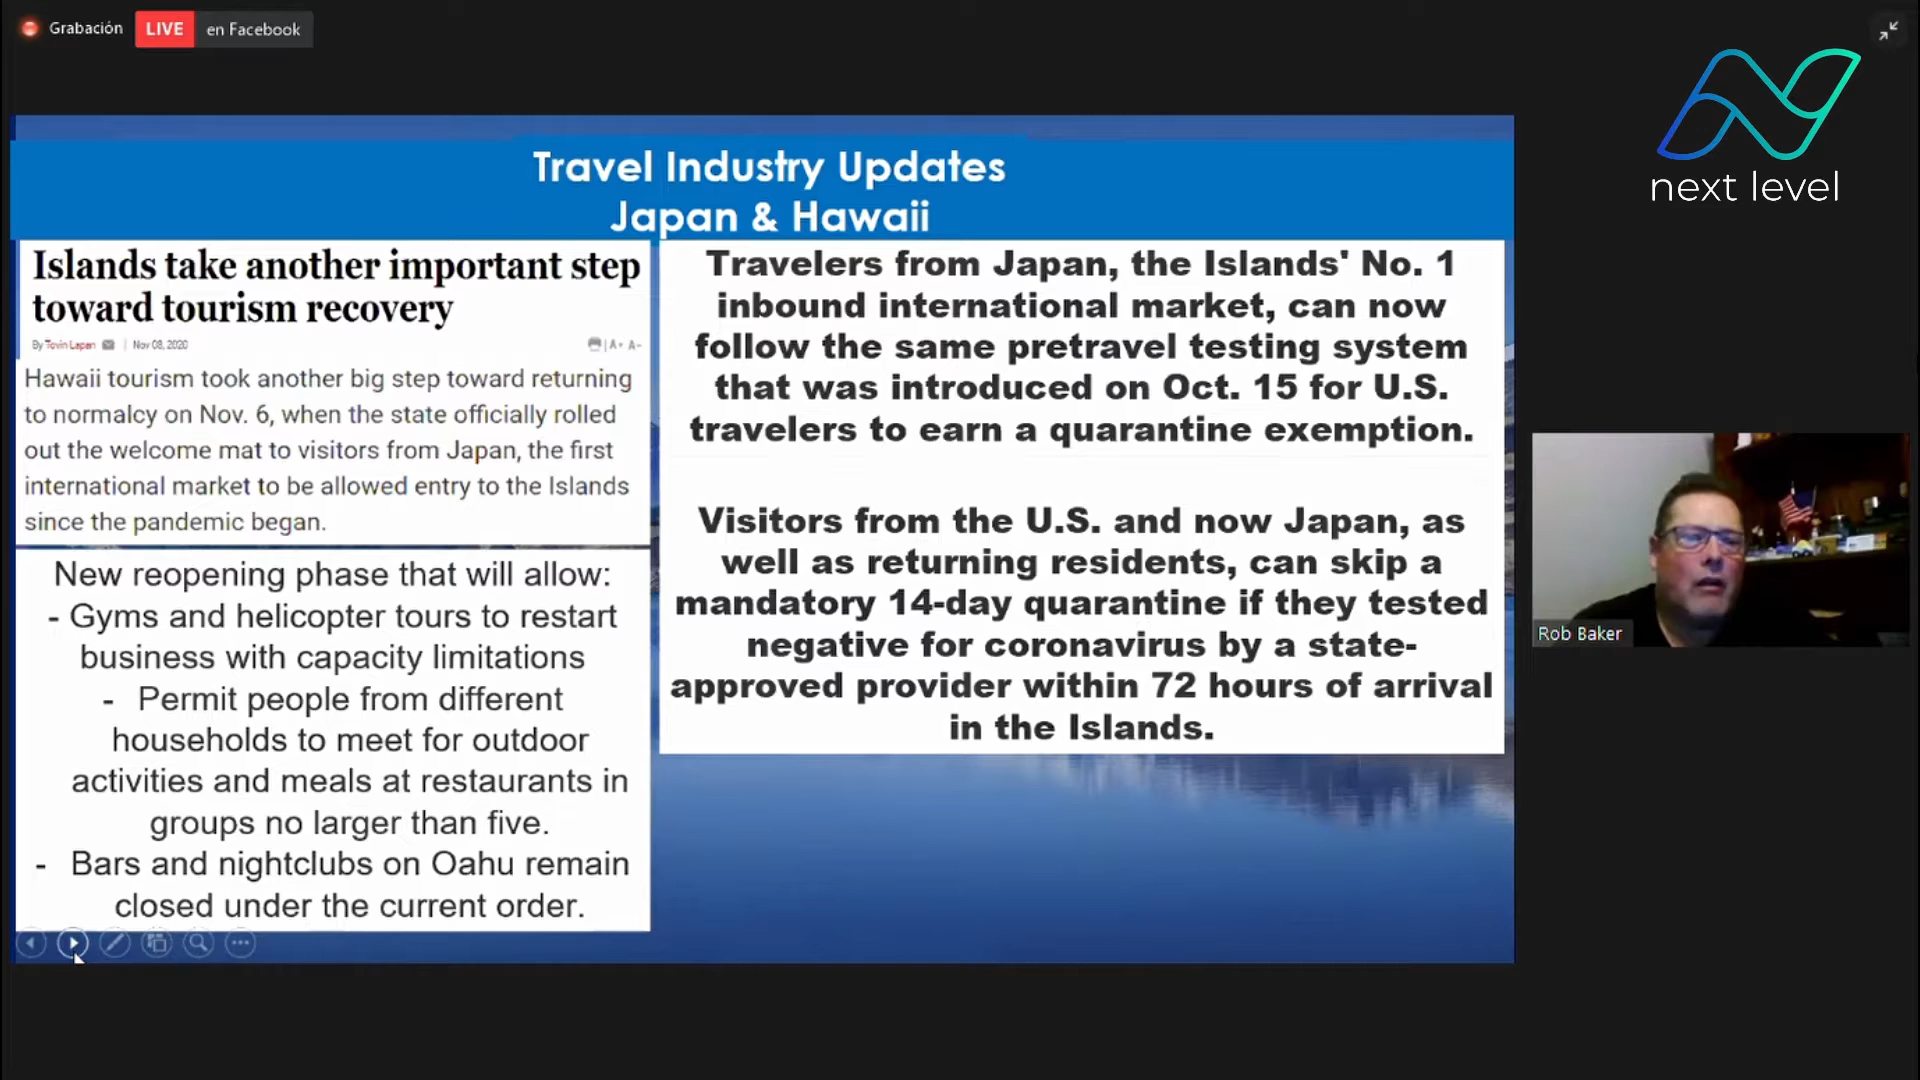 Grabación
LIVE
en Facebook
next level
Travel Industry Updates
Japan & Hawaii
Islands take another important step
toward tourism recovery
By Tovin Lapan | Nov 08, 2020
| A+ A-
Hawaii tourism took another big step toward returning
to normalcy on Nov. 6, when the state officially rolled
out the welcome mat to visitors from Japan, the first
international market to be allowed entry to the Islands
since the pandemic began.
New reopening phase that will allow:
- Gyms and helicopter tours to restart
business with capacity limitations
- Permit people from different
households to meet for outdoor
activities and meals at restaurants in
groups no larger than five.
- Bars and nightclubs on Oahu remain
closed under the current order.
Travelers from Japan, the Islands' No. 1
inbound international market, can now
follow the same pretravel testing system
that was introduced on Oct. 15 for U.S.
travelers to earn a quarantine exemption.
Visitors from the U.S. and now Japan, as
well as returning residents, can skip a
mandatory 14-day quarantine if they tested
negative for coronavirus by a state-
approved provider within 72 hours of arrival
in the Islands.
Rob Baker